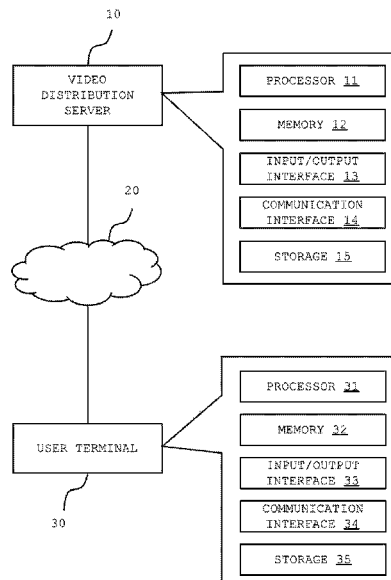 10
VIDEO
DISTRIBUTION
SERVER
PROCESSOR 11
MEMORY 12
INPUT/OUTPUT
INTERFACE 13
COMMUNICATION
INTERFACE 14
STORAGE 15
20
USER TERMINAL
30
PROCESSOR 31
MEMORY 32
INPUT/OUTPUT
INTERFACE 33
COMMUNICATION
INTERFACE 34
STORAGE 35